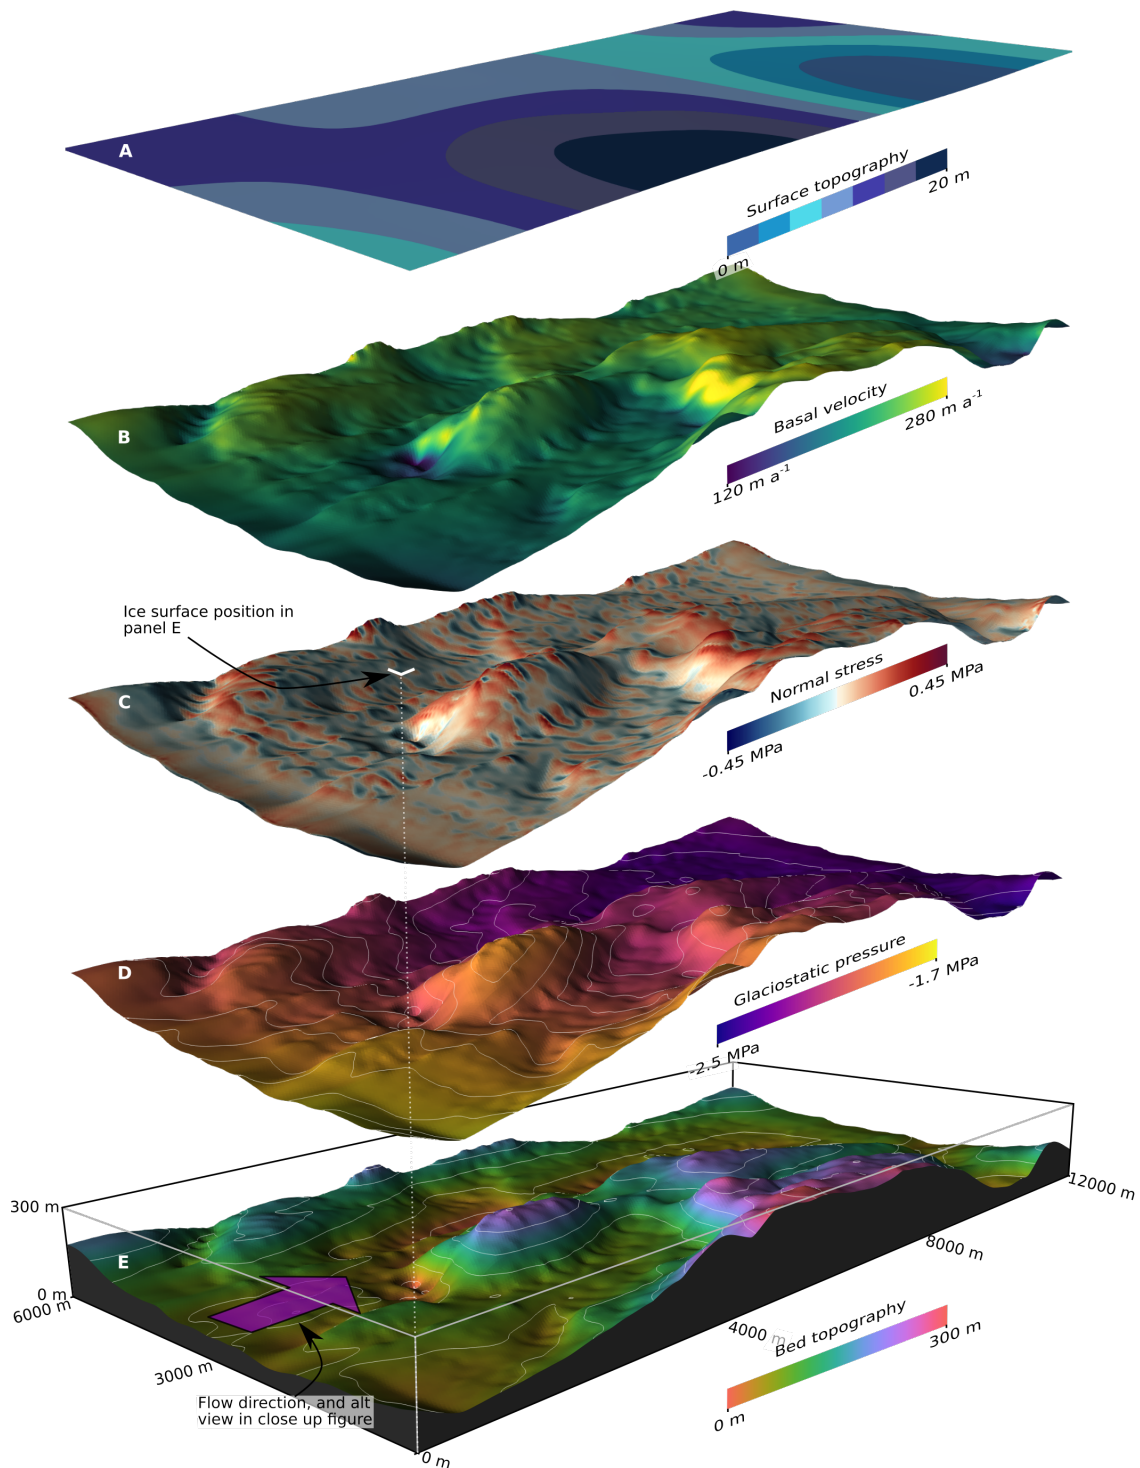 A
Surface topography
20 m
0 m
B
Basal velocity
280 m a⁻¹
120 m a⁻¹
Ice surface position in
panel E
C
Normal stress
0.45 MPa
-0.45 MPa
D
Glaciostatic pressure
-1.7 MPa
-2.5 MPa
300 m
12000 m
E
8000 m
0 m
6000 m
4000 m
Bed topography
300 m
3000 m
Flow direction, and alt
view in close up figure
0 m
0 m